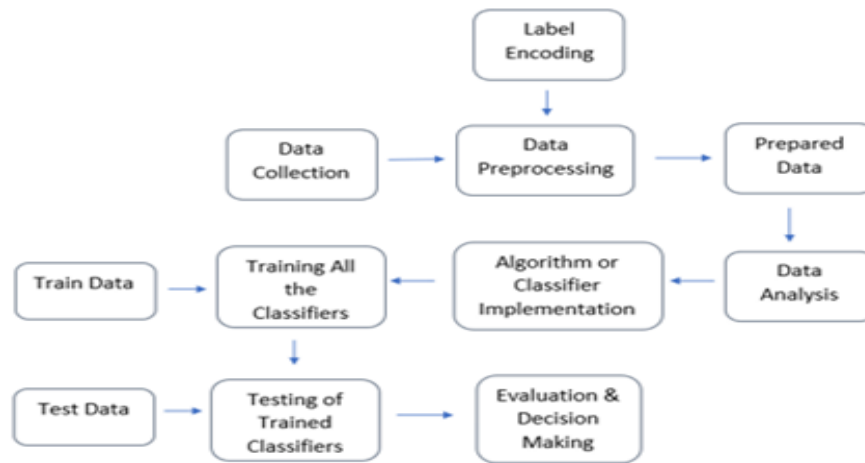 Label
Encoding
Data
Collection
Data
Preprocessing
Prepared
Data
Train Data
Training All
the
Classifiers
Algorithm or
Classifier
Implementation
Data
Analysis
Test Data
Testing of
Trained
Classifiers
Evaluation &
Decision
Making